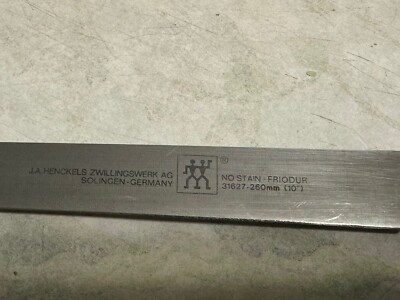 J.A. HENCKELS ZWILLINGSWERK AG
SOLINGEN-GERMANY
®
NO STAIN - FRIODUR
31627-260mm (10")